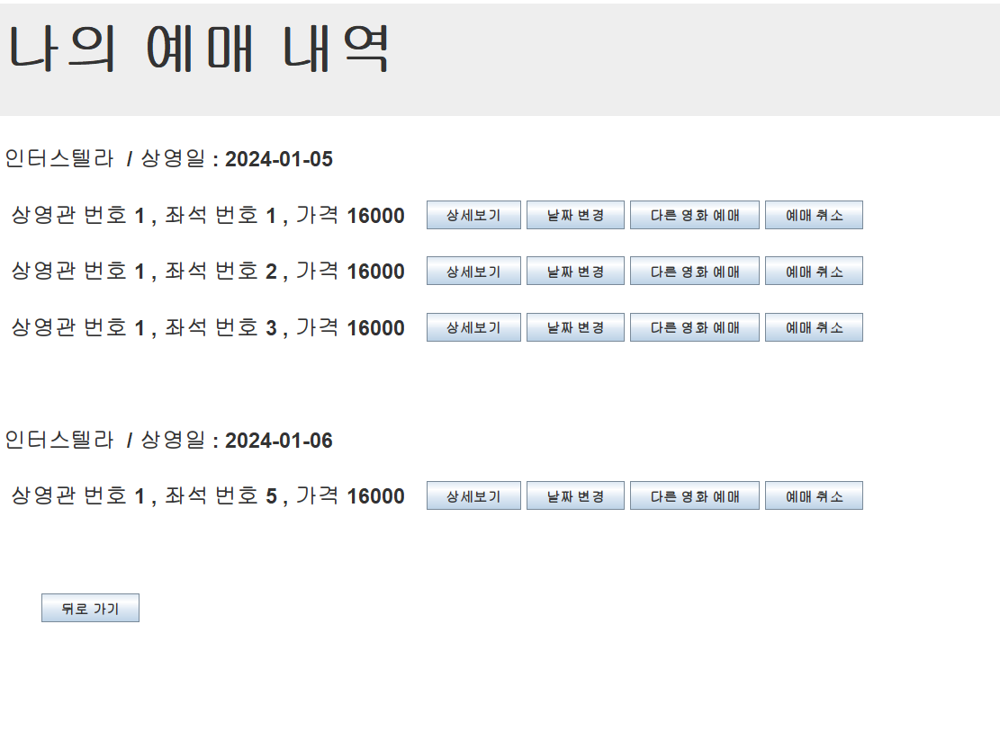 나의 예매 내역
인터스텔라 / 상영일 : 2024-01-05
상영관 번호 1 , 좌석 번호 1 , 가격 16000 상세보기 날짜 변경 다른 영화 예매 예매 취소
상영관 번호 1 , 좌석 번호 2 , 가격 16000 상세보기 날짜 변경 다른 영화 예매 예매 취소
상영관 번호 1 , 좌석 번호 3 , 가격 16000 상세보기 날짜 변경 다른 영화 예매 예매 취소
인터스텔라 / 상영일 : 2024-01-06
상영관 번호 1 , 좌석 번호 5 , 가격 16000 상세보기 날짜 변경 다른 영화 예매 예매 취소
뒤로 가기